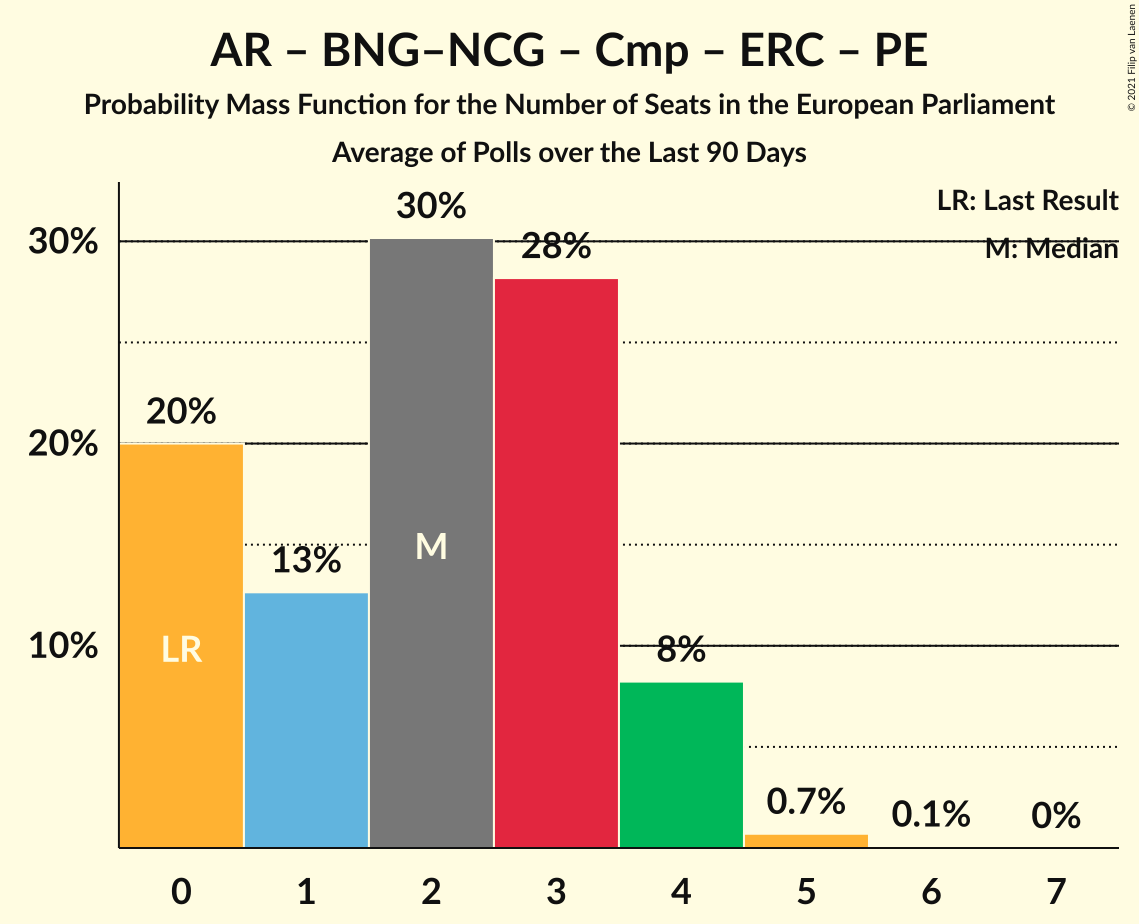 AR – BNG–NCG – Cmp – ERC – PE
Probability Mass Function for the Number of Seats in the European Parliament
Average of Polls over the Last 90 Days
© 2021 Filip van Laenen
LR: Last Result
M: Median
30%
20%
10%
20%
13%
30%
28%
8%
0.7%
0.1%
0%
LR
M
0 1 2 3 4 5 6 7